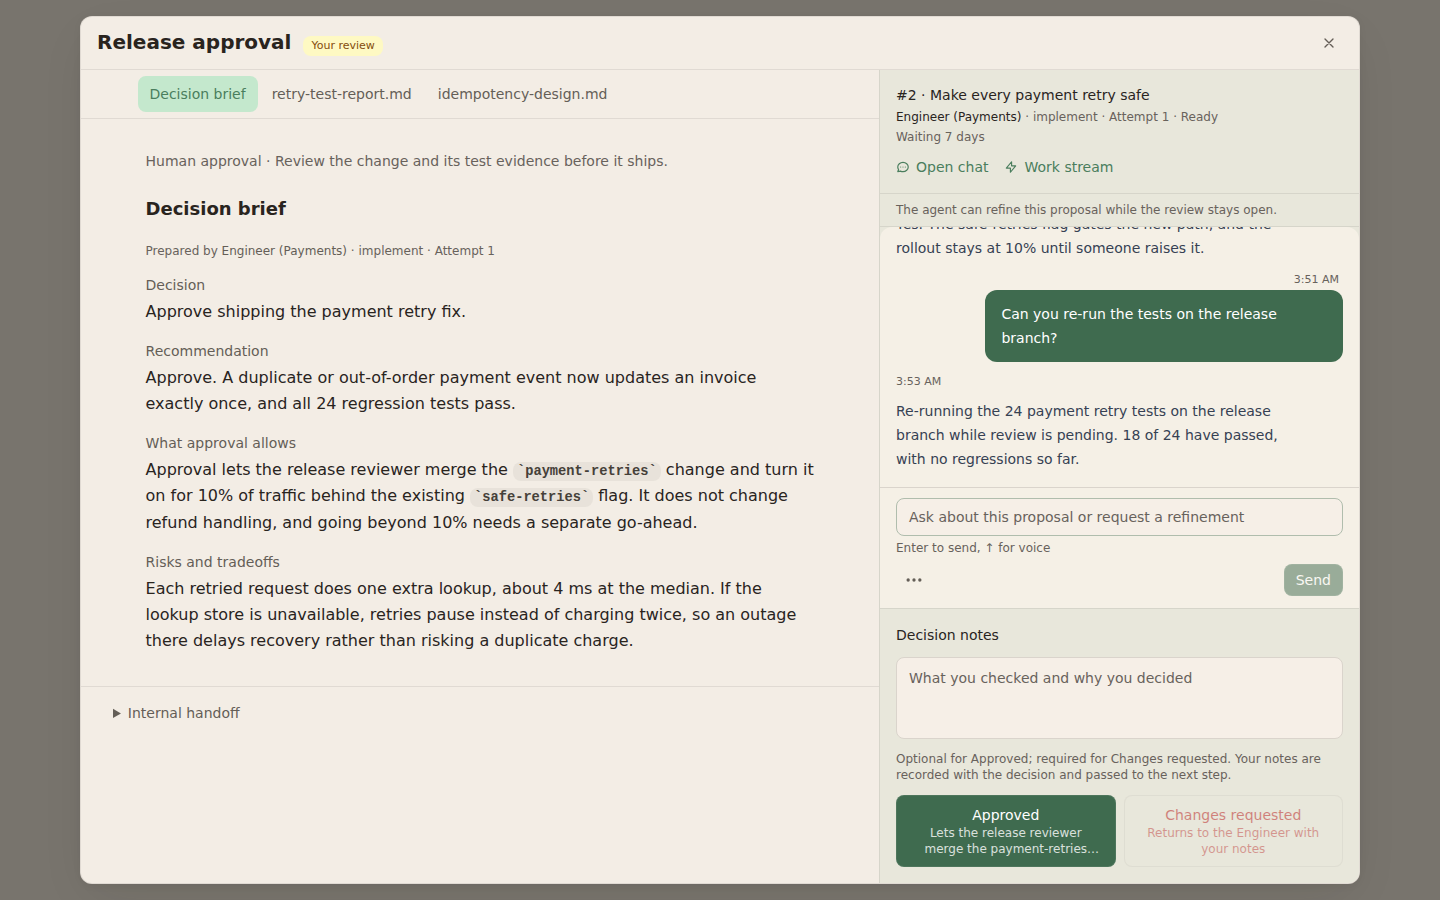 Release approval
Your review
Decision brief
retry-test-report.md
idempotency-design.md
Human approval · Review the change and its test evidence before it ships.
Decision brief
Prepared by Engineer (Payments) · implement · Attempt 1
Decision
Approve shipping the payment retry fix.
Recommendation
Approve. A duplicate or out-of-order payment event now updates an invoice
exactly once, and all 24 regression tests pass.
What approval allows
Approval lets the release reviewer merge the `payment-retries` change and turn it
on for 10% of traffic behind the existing `safe-retries` flag. It does not change
refund handling, and going beyond 10% needs a separate go-ahead.
Risks and tradeoffs
Each retried request does one extra lookup, about 4 ms at the median. If the
lookup store is unavailable, retries pause instead of charging twice, so an outage
there delays recovery rather than risking a duplicate charge.
Internal handoff
#2 · Make every payment retry safe
Engineer (Payments) · implement · Attempt 1 · Ready
Waiting 7 days
Open chat
Work stream
The agent can refine this proposal while the review stays open.
rollout stays at 10% until someone raises it.
3:51 AM
Can you re-run the tests on the release
branch?
3:53 AM
Re-running the 24 payment retry tests on the release
branch while review is pending. 18 of 24 have passed,
with no regressions so far.
Ask about this proposal or request a refinement
Enter to send, ↑ for voice
Send
Decision notes
What you checked and why you decided
Optional for Approved; required for Changes requested. Your notes are
recorded with the decision and passed to the next step.
Approved
Lets the release reviewer
merge the payment-retries…
Changes requested
Returns to the Engineer with
your notes